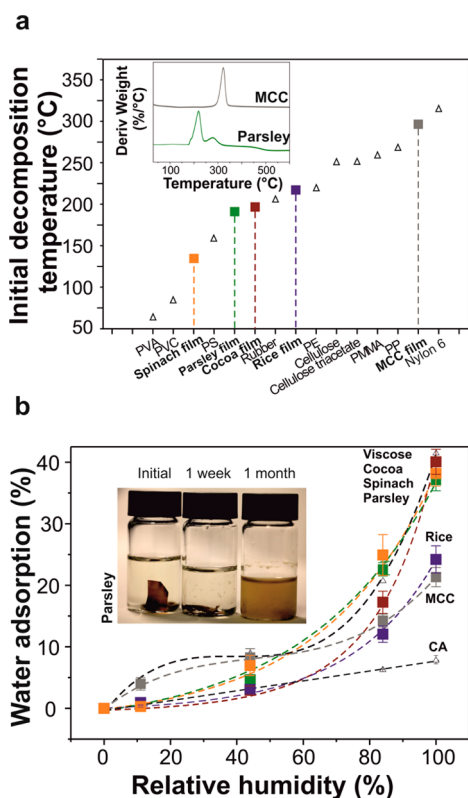 a
Initial decomposition
temperature (°C)
350
300
250
200
150
100
50
Deriv Weight
(%/°C)
MCC
Parsley
100
300
500
Temperature (°C)
PVA
PVC
Spinach film
PS
Parsley film
Cocoa film
Rubber
Rice film
PE
Cellulose
Cellulose triacetate
PMMA
PP
MCC film
Nylon 6
b
Water adsorption (%)
40
30
20
10
0
Initial 1 week 1 month
Parsley
Viscose
Cocoa
Spinach
Parsley
Rice
MCC
CA
0 20 40 60 80 100
Relative humidity (%)